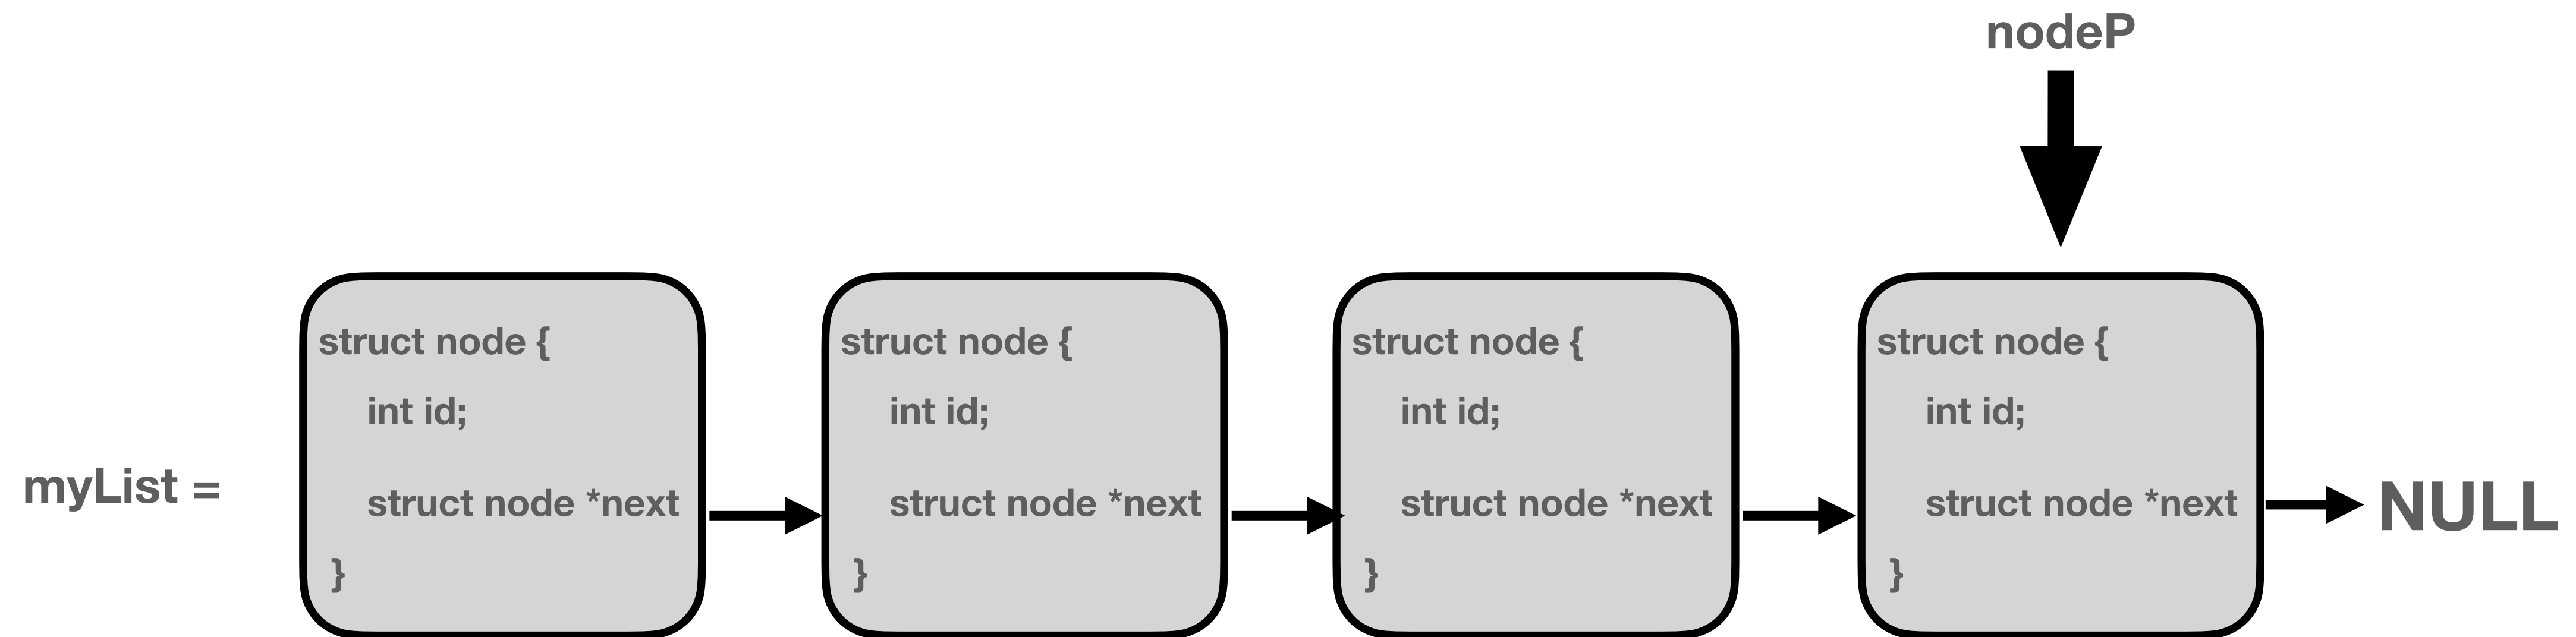 nodeP
myList =
struct node {
int id;
struct node *next
}
struct node {
int id;
struct node *next
}
struct node {
int id;
struct node *next
}
struct node {
int id;
struct node *next
}
NULL